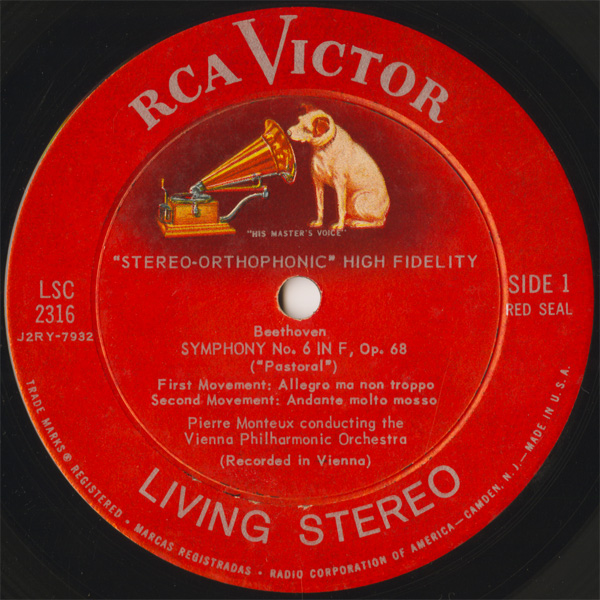 RCA VICTOR
"HIS MASTER'S VOICE"
"STEREO-ORTHOPHONIC" HIGH FIDELITY
LSC
2316
J2RY-7932
SIDE 1
RED SEAL
Beethoven
SYMPHONY No. 6 IN F, Op. 68
("Pastoral")
First Movement: Allegro ma non troppo
Second Movement: Andante molto mosso
Pierre Monteux conducting the
Vienna Philharmonic Orchestra
(Recorded in Vienna)
LIVING STEREO
TRADE MARKS ® REGISTERED • MARCAS REGISTRADAS • RADIO CORPORATION OF AMERICA—CAMDEN, N. J.—MADE IN U.S.A.